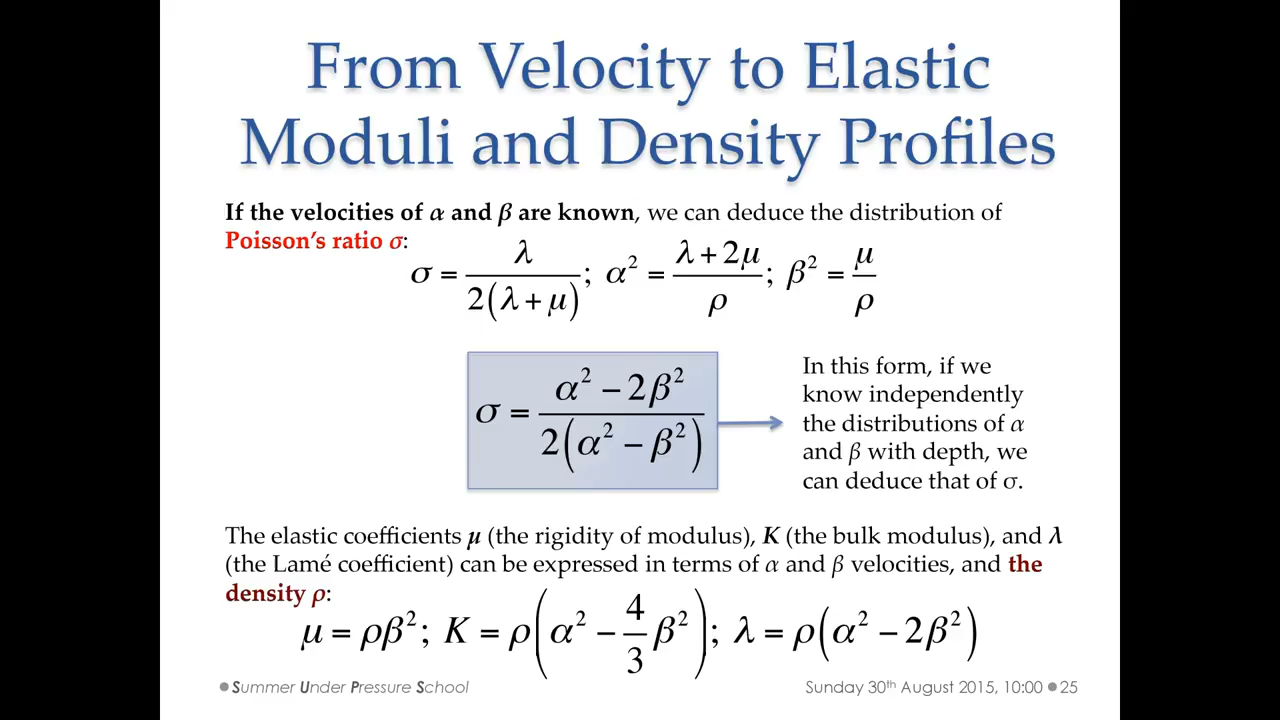 From Velocity to Elastic
Moduli and Density Profiles
If the velocities of α and β are known, we can deduce the distribution of
Poisson's ratio σ:
σ = λ / 2(λ + μ); α² = (λ + 2μ) / ρ; β² = μ / ρ
σ = (α² − 2β²) / 2(α² − β²)
In this form, if we
know independently
the distributions of α
and β with depth, we
can deduce that of σ.
The elastic coefficients μ (the rigidity of modulus), K (the bulk modulus), and λ
(the Lamé coefficient) can be expressed in terms of α and β velocities, and the
density ρ:
μ = ρβ²; K = ρ(α² − 4/3 β²); λ = ρ(α² − 2β²)
Summer Under Pressure School
Sunday 30th August 2015, 10:00 25